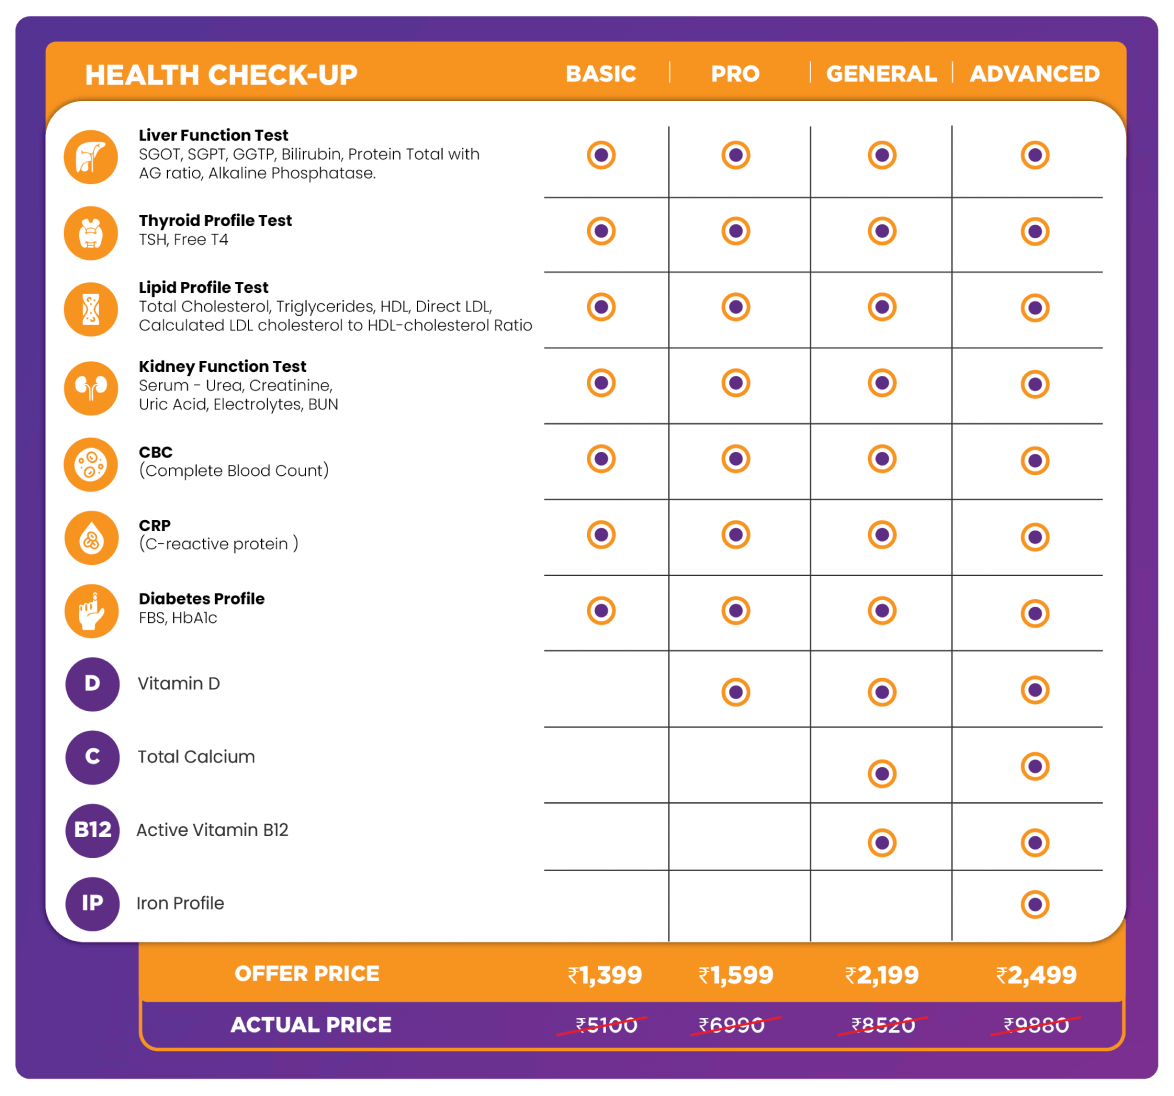 HEALTH CHECK-UP BASIC PRO GENERAL ADVANCED
Liver Function Test
SGOT, SGPT, GGTP, Bilirubin, Protein Total with
AG ratio, Alkaline Phosphatase.
Thyroid Profile Test
TSH, Free T4
Lipid Profile Test
Total Cholesterol, Triglycerides, HDL, Direct LDL,
Calculated LDL cholesterol to HDL-cholesterol Ratio
Kidney Function Test
Serum - Urea, Creatinine,
Uric Acid, Electrolytes, BUN
CBC
(Complete Blood Count)
CRP
(C-reactive protein )
Diabetes Profile
FBS, HbA1c
D Vitamin D
C Total Calcium
B12 Active Vitamin B12
IP Iron Profile
OFFER PRICE ₹1,399 ₹1,599 ₹2,199 ₹2,499
ACTUAL PRICE ₹5100 ₹6990 ₹8520 ₹9880